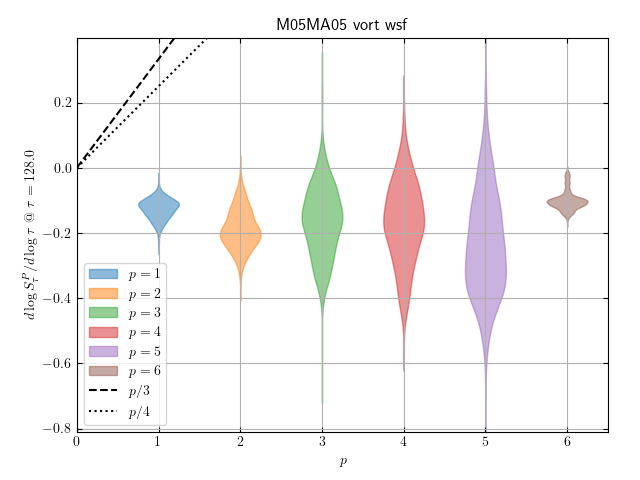 M05MA05 vort wsf
d log S_τ^P / d log τ @ τ = 128.0
0.2
0.0
−0.2
−0.4
−0.6
−0.8
p = 1
p = 2
p = 3
p = 4
p = 5
p = 6
p/3
p/4
0 1 2 3 4 5 6
p